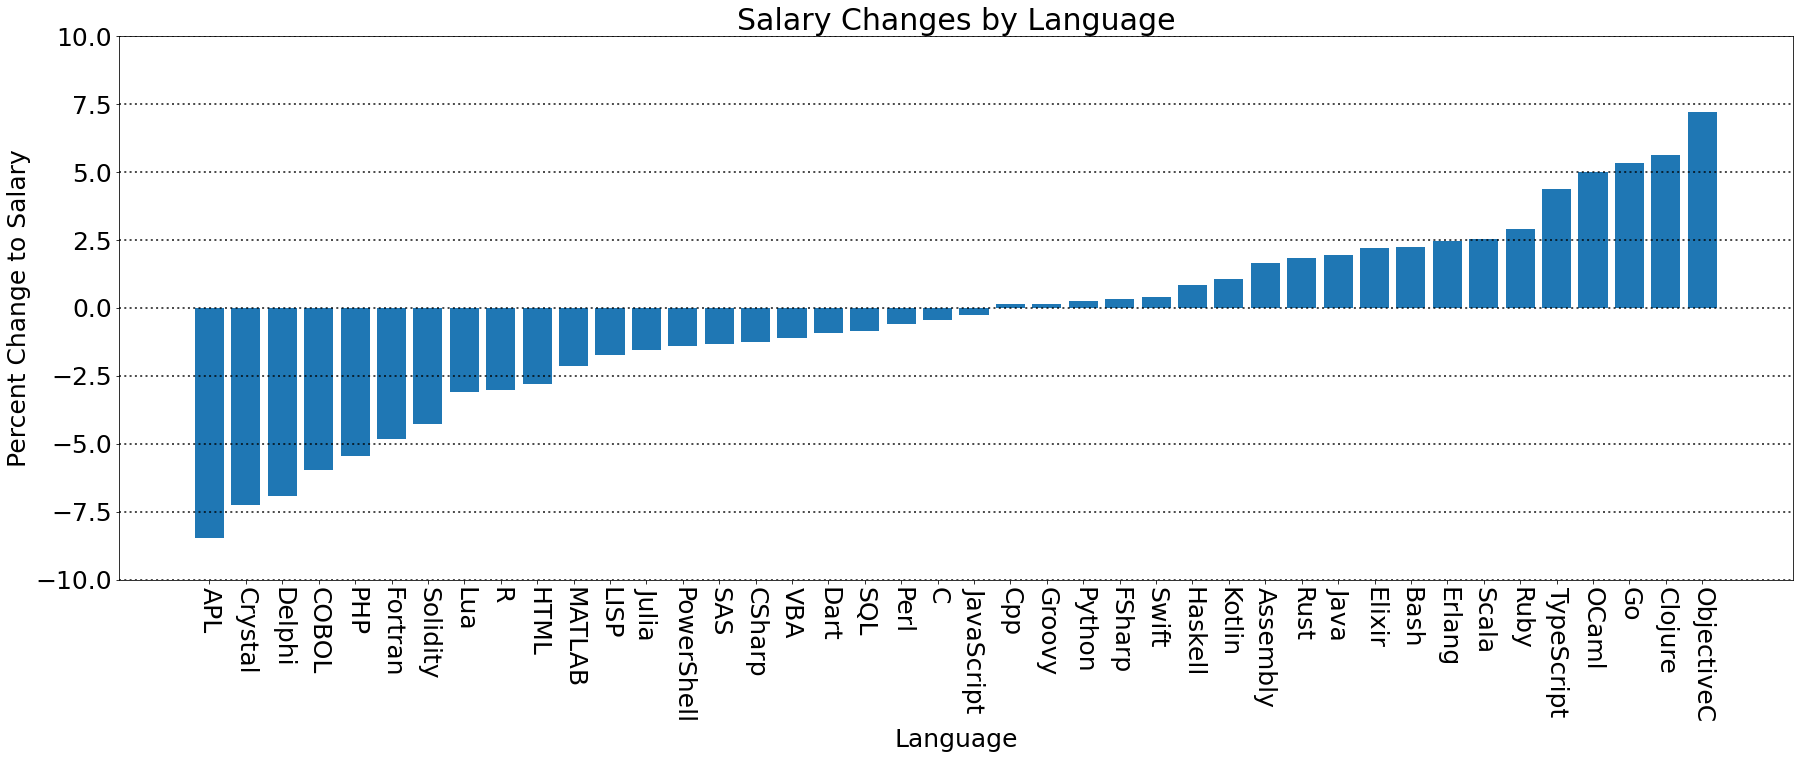 Salary Changes by Language
Percent Change to Salary
10.0
7.5
5.0
2.5
0.0
−2.5
−5.0
−7.5
−10.0
APL
Crystal
Delphi
COBOL
PHP
Fortran
Solidity
Lua
R
HTML
MATLAB
LISP
Julia
PowerShell
SAS
CSharp
VBA
Dart
SQL
Perl
C
JavaScript
Cpp
Groovy
Python
FSharp
Swift
Haskell
Kotlin
Assembly
Rust
Java
Elixir
Bash
Erlang
Scala
Ruby
TypeScript
OCaml
Go
Clojure
ObjectiveC
Language